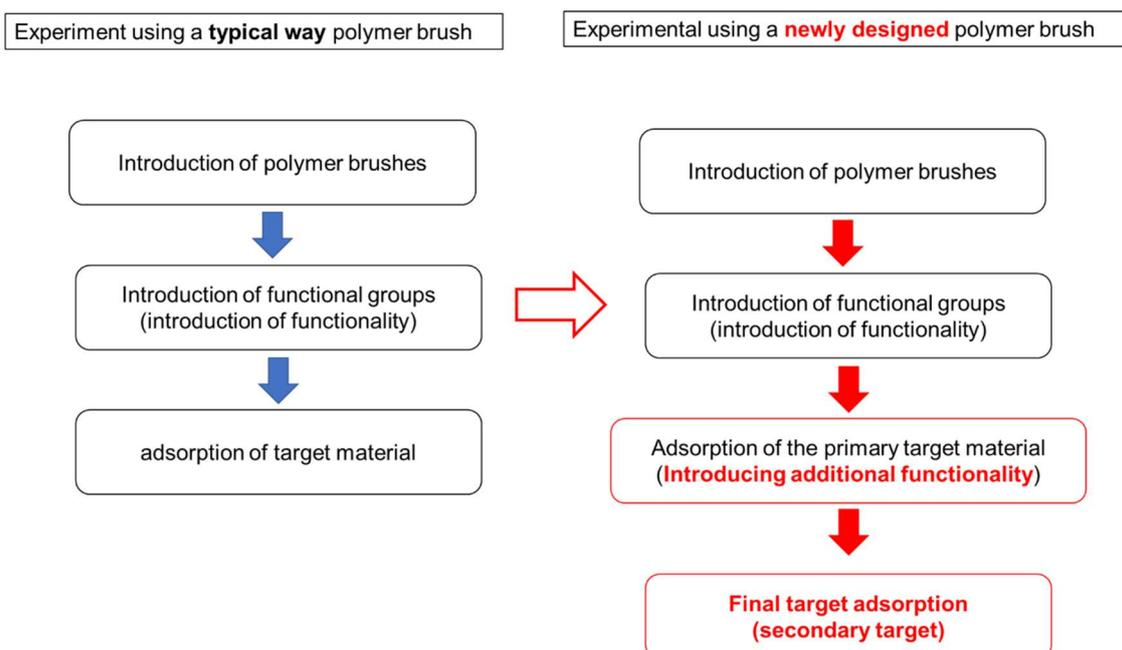 Experiment using a typical way polymer brush
Introduction of polymer brushes
Introduction of functional groups
(introduction of functionality)
adsorption of target material
Experimental using a newly designed polymer brush
Introduction of polymer brushes
Introduction of functional groups
(introduction of functionality)
Adsorption of the primary target material
(Introducing additional functionality)
Final target adsorption
(secondary target)